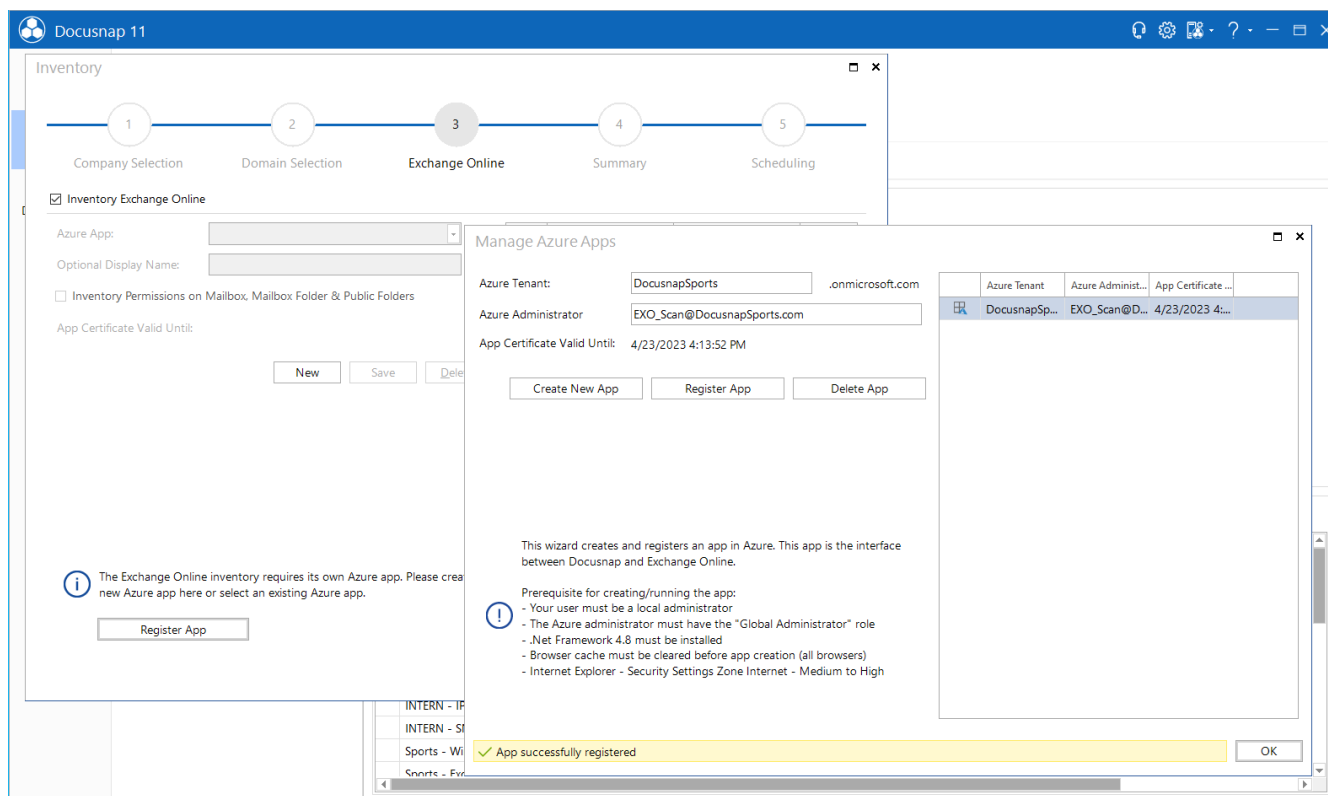 Docusnap 11
Inventory
1
2
3
4
5
Company Selection
Domain Selection
Exchange Online
Summary
Scheduling
Inventory Exchange Online
Azure App:
Optional Display Name:
Inventory Permissions on Mailbox, Mailbox Folder & Public Folders
App Certificate Valid Until:
New
Save
Dele
The Exchange Online inventory requires its own Azure app. Please crea
new Azure app here or select an existing Azure app.
Register App
Manage Azure Apps
Azure Tenant:
DocusnapSports
.onmicrosoft.com
Azure Administrator
EXO_Scan@DocusnapSports.com
App Certificate Valid Until:
4/23/2023 4:13:52 PM
Create New App
Register App
Delete App
Azure Tenant
Azure Administ...
App Certificate ...
DocusnapSp...
EXO_Scan@D...
4/23/2023 4:...
This wizard creates and registers an app in Azure. This app is the interface
between Docusnap and Exchange Online.
Prerequisite for creating/running the app:
- Your user must be a local administrator
- The Azure administrator must have the "Global Administrator" role
- .Net Framework 4.8 must be installed
- Browser cache must be cleared before app creation (all browsers)
- Internet Explorer - Security Settings Zone Internet - Medium to High
App successfully registered
OK
INTERN - IP
INTERN -
Sports - Wi
Sports - Exc